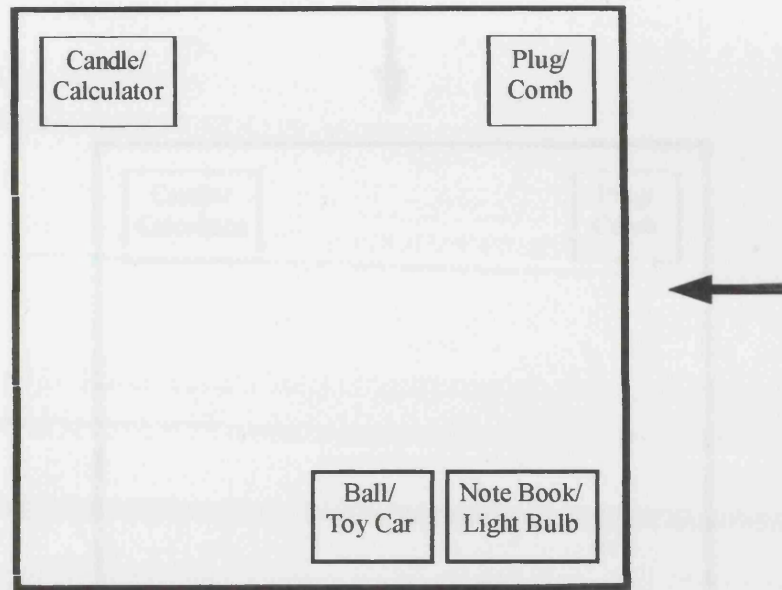 Candle/
Calculator
Plug/
Comb
Ball/
Toy Car
Note Book/
Light Bulb